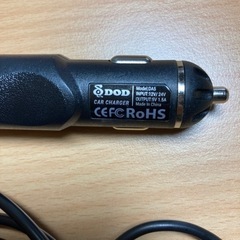 DOD
Model:DA5
INPUT:12V/ 24V
OUTPUT:5V 1.5A
Made in China
CAR CHARGER
CE FC RoHS